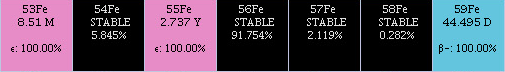 53Fe
8.51 M
ε: 100.00%
54Fe
STABLE
5.845%
55Fe
2.737 Y
ε: 100.00%
56Fe
STABLE
91.754%
57Fe
STABLE
2.119%
58Fe
STABLE
0.282%
59Fe
44.495 D
β-: 100.00%